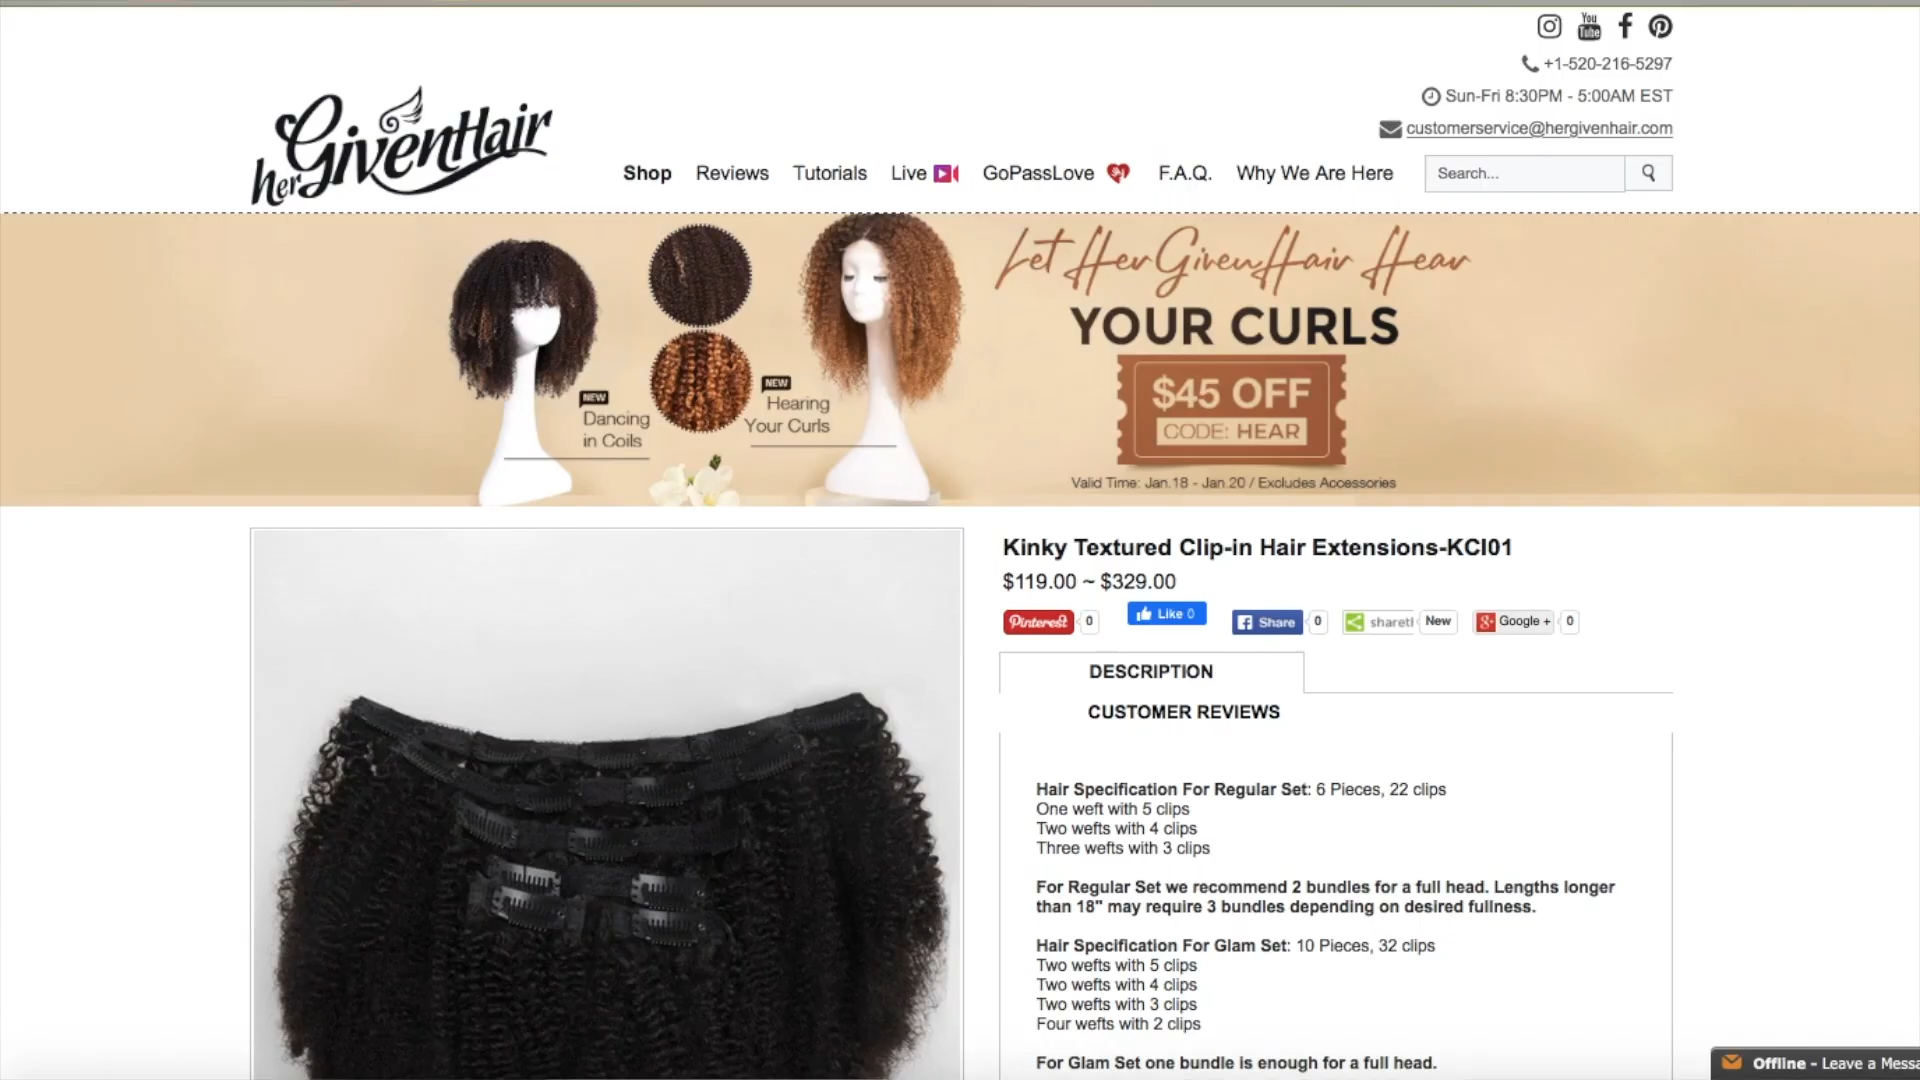 You
Tube
+1-520-216-5297
Sun-Fri 8:30PM - 5:00AM EST
customerservice@hergivenhair.com
her GivenHair
Shop Reviews Tutorials Live GoPassLove F.A.Q. Why We Are Here Search...
Let HerGivenHair Hear
YOUR CURLS
$45 OFF
CODE: HEAR
Valid Time: Jan.18 - Jan.20 / Excludes Accessories
NEW
Dancing
in Coils
NEW
Hearing
Your Curls
Kinky Textured Clip-in Hair Extensions-KCI01
$119.00 ~ $329.00
Pinterest 0 Like 0 Share 0 shareth New Google + 0
DESCRIPTION
CUSTOMER REVIEWS
Hair Specification For Regular Set: 6 Pieces, 22 clips
One weft with 5 clips
Two wefts with 4 clips
Three wefts with 3 clips
For Regular Set we recommend 2 bundles for a full head. Lengths longer
than 18" may require 3 bundles depending on desired fullness.
Hair Specification For Glam Set: 10 Pieces, 32 clips
Two wefts with 5 clips
Two wefts with 4 clips
Two wefts with 3 clips
Four wefts with 2 clips
For Glam Set one bundle is enough for a full head.
Offline - Leave a Messa